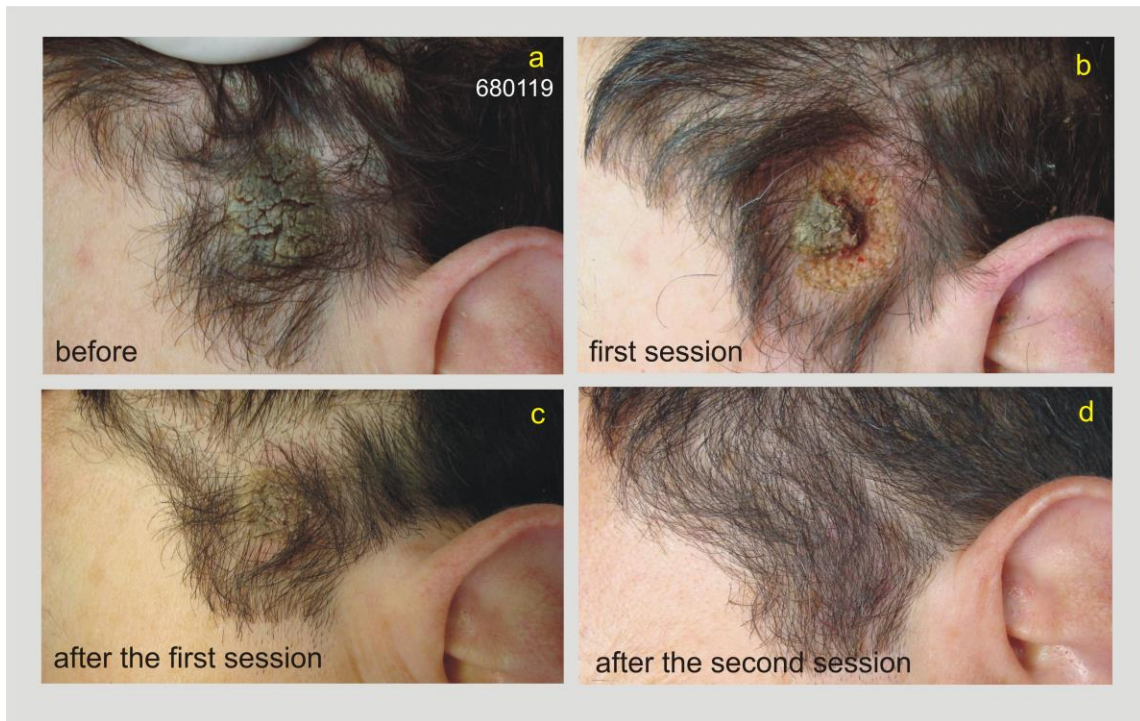 a
680119
before
b
first session
c
after the first session
d
after the second session